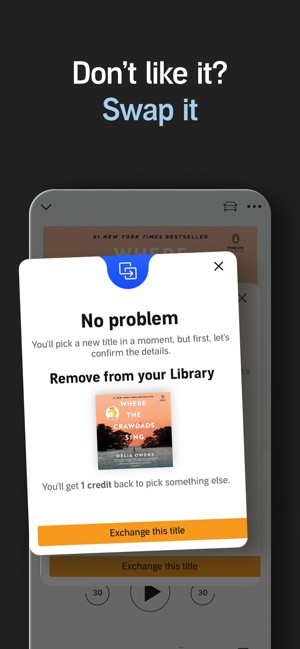 Don't like it?
Swap it
#1 NEW YORK TIMES BESTSELLER
WHERE
No problem
You'll pick a new title in a moment, but first, let's
confirm the details.
Remove from your Library
WHERE
THE
CRAWDADS
SING
DELIA OWENS
You'll get 1 credit back to pick something else.
Exchange this title
Exchange this title
30
30